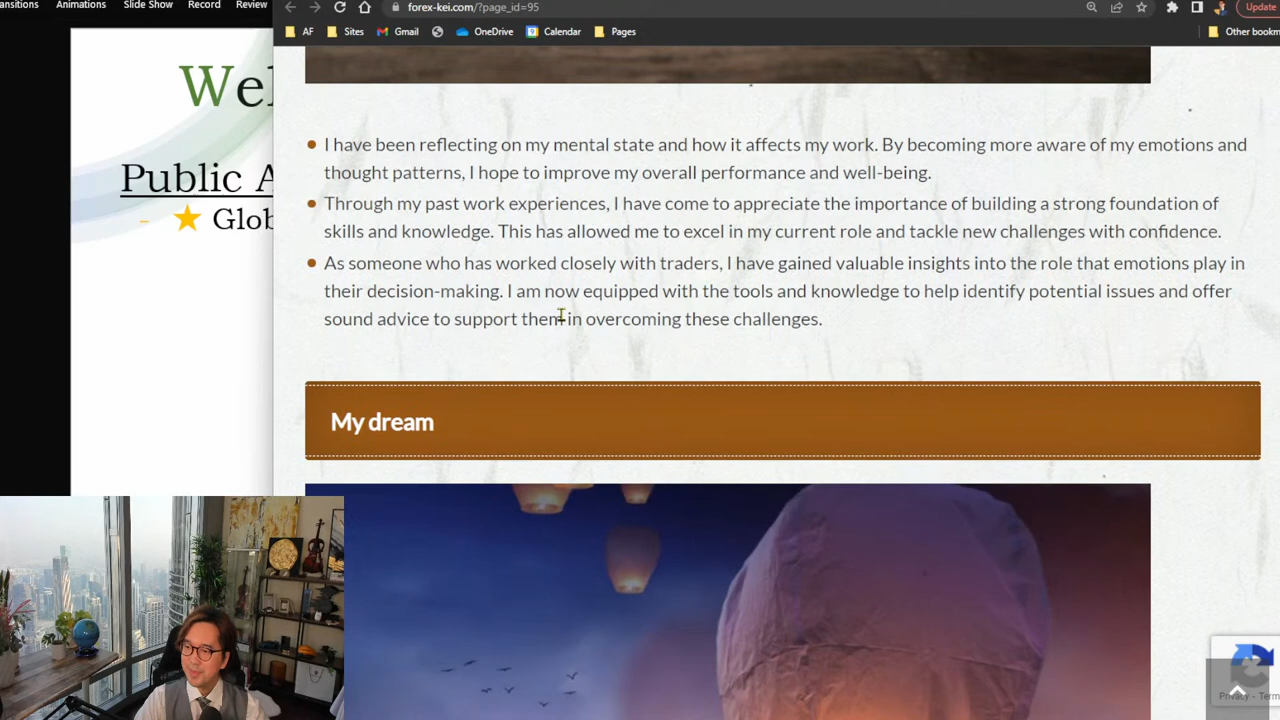 ansitions Animations Slide Show Record Review
forex-kei.com/?page_id=95
Update
AF Sites Gmail OneDrive Calendar Pages
Other bookm
Wel
Public A
- Glob
I have been reflecting on my mental state and how it affects my work. By becoming more aware of my emotions and
thought patterns, I hope to improve my overall performance and well-being.
Through my past work experiences, I have come to appreciate the importance of building a strong foundation of
skills and knowledge. This has allowed me to excel in my current role and tackle new challenges with confidence.
As someone who has worked closely with traders, I have gained valuable insights into the role that emotions play in
their decision-making. I am now equipped with the tools and knowledge to help identify potential issues and offer
sound advice to support them in overcoming these challenges.
My dream
Privacy - Term